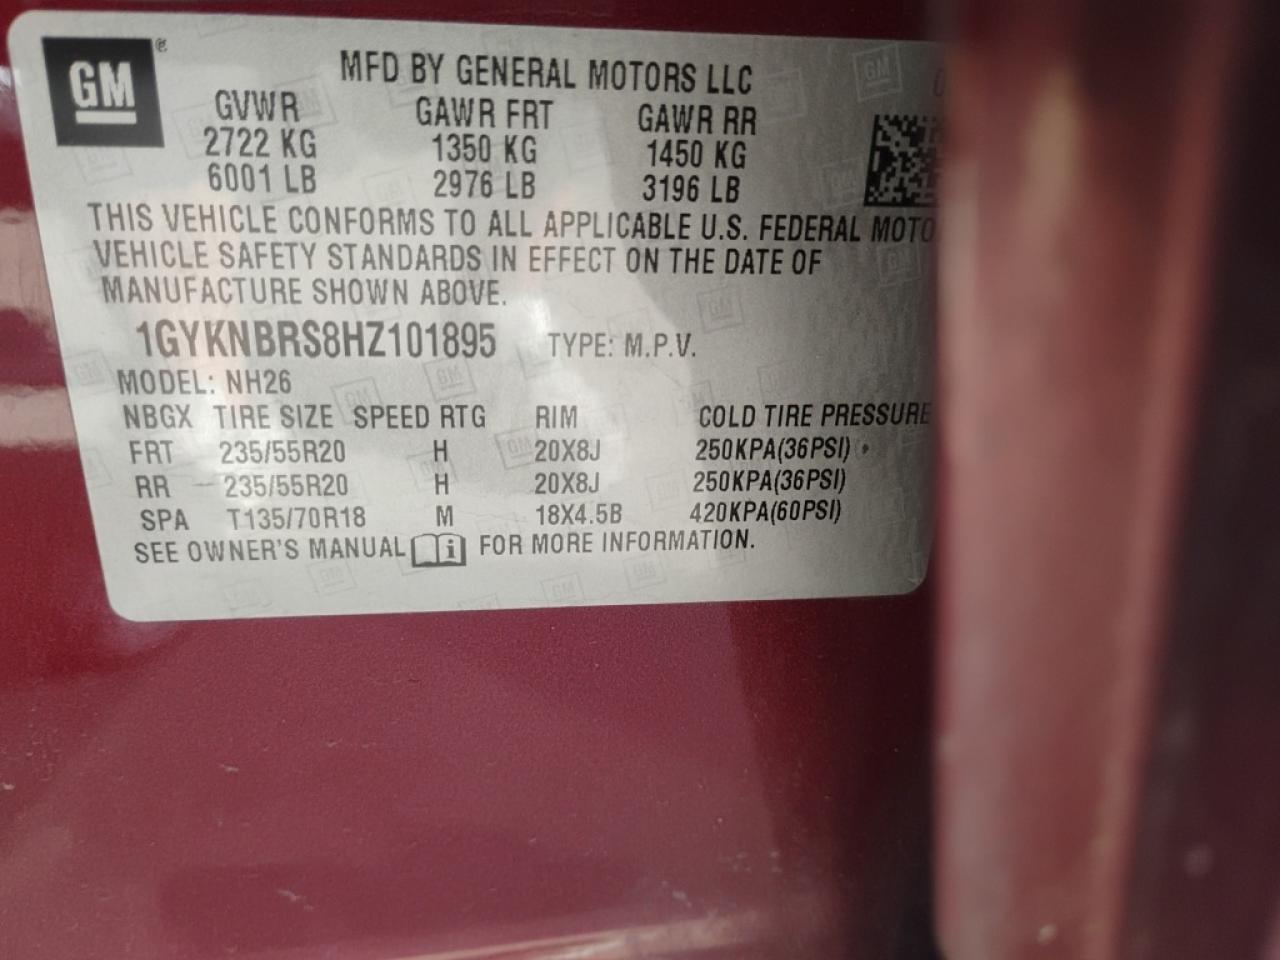 GM
MFD BY GENERAL MOTORS LLC
GVWR GAWR FRT GAWR RR
2722 KG 1350 KG 1450 KG
6001 LB 2976 LB 3196 LB
THIS VEHICLE CONFORMS TO ALL APPLICABLE U.S. FEDERAL MOTO
VEHICLE SAFETY STANDARDS IN EFFECT ON THE DATE OF
MANUFACTURE SHOWN ABOVE.
1GYKNBRS8HZ101895 TYPE: M.P.V.
MODEL: NH26
NBGX TIRE SIZE SPEED RTG RIM COLD TIRE PRESSURE
FRT 235/55R20 H 20X8J 250KPA(36PSI)
RR 235/55R20 H 20X8J 250KPA(36PSI)
SPA T135/70R18 M 18X4.5B 420KPA(60PSI)
SEE OWNER'S MANUAL FOR MORE INFORMATION.